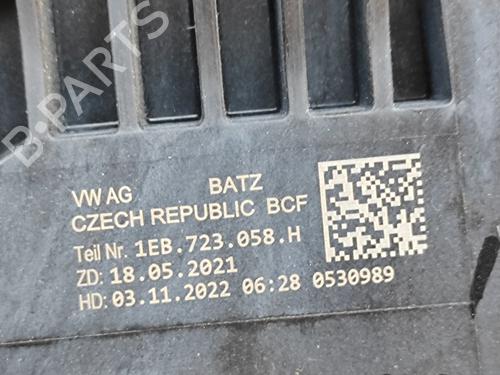 B-PARTS
VW AG BATZ
CZECH REPUBLIC BCF
Teil Nr. 1EB.723.058.H
ZD: 18.05.2021
HD: 03.11.2022 06:28 0530989